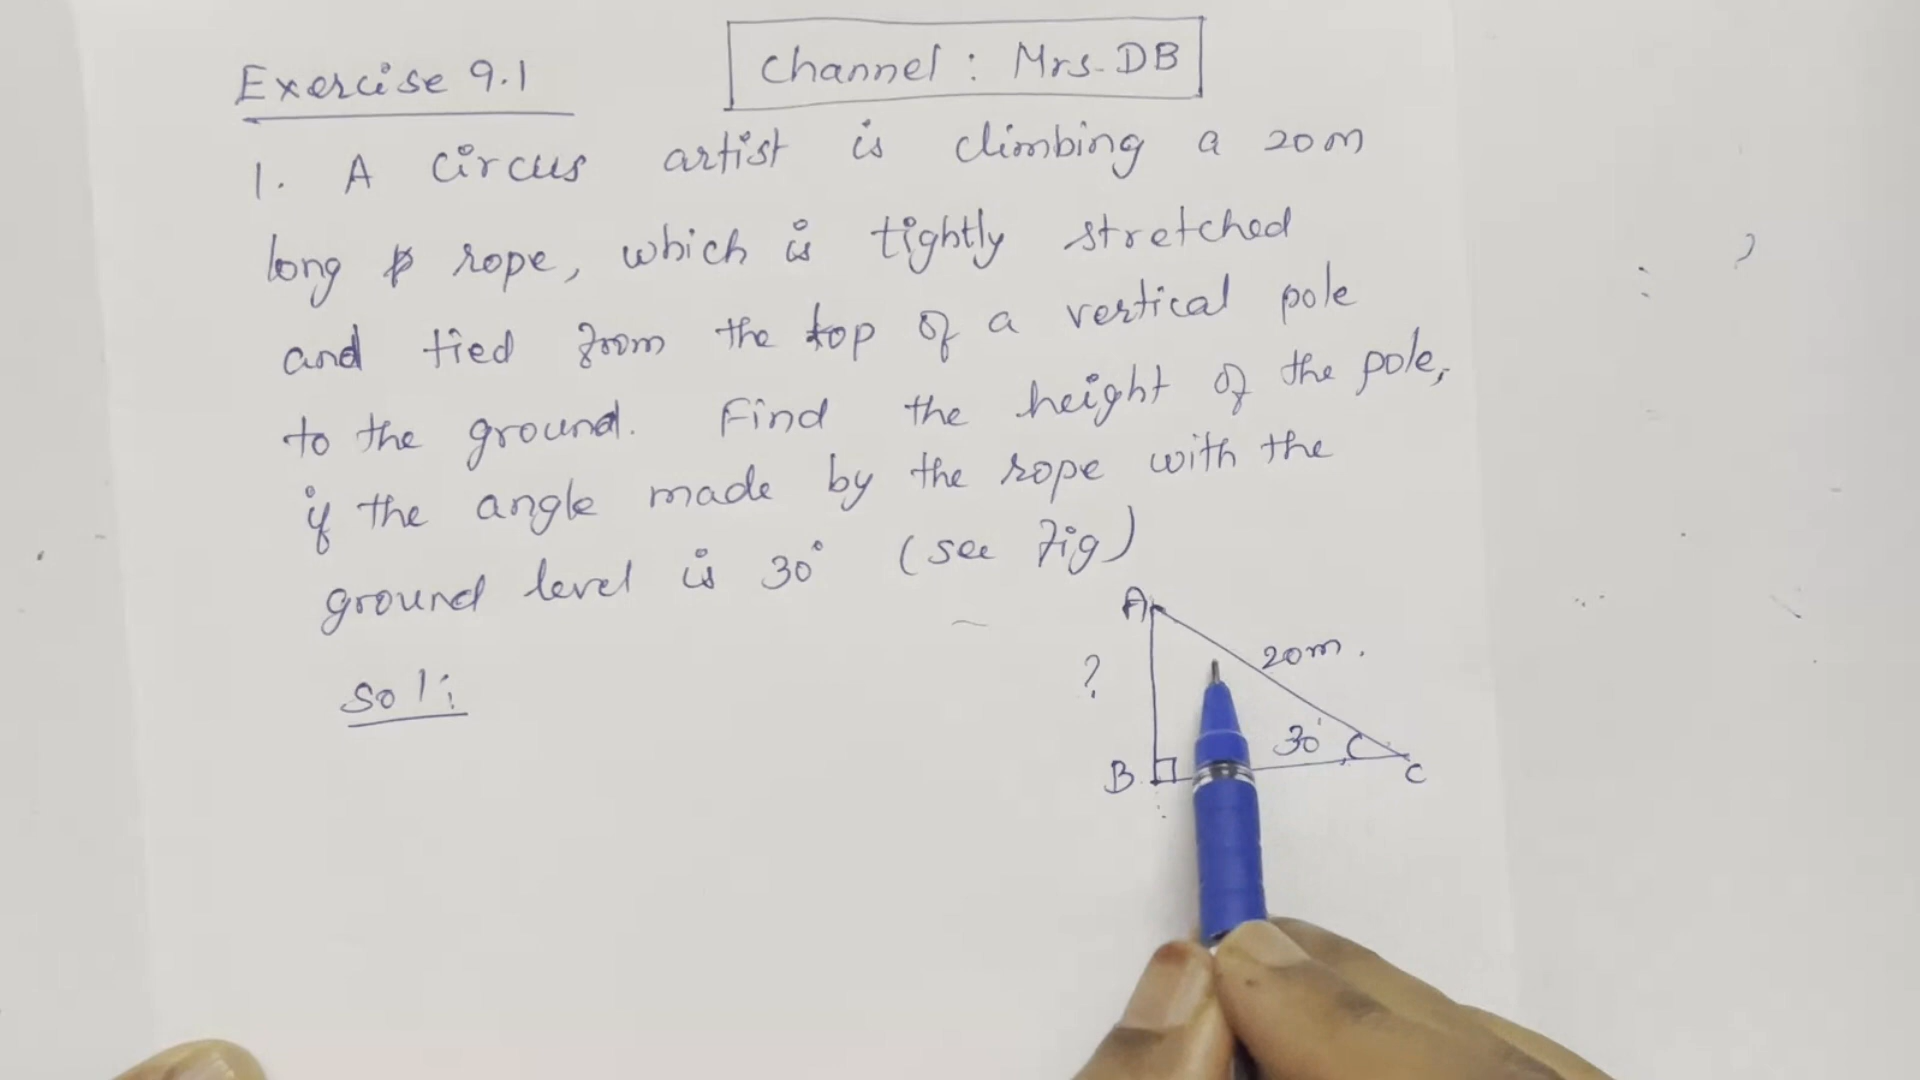 Exercise 9.1
Channel: Mrs. DB
1. A circus artist is climbing a 20m
long rope, which is tightly stretched
and tied from the top of a vertical pole
to the ground. Find the height of the pole,
if the angle made by the rope with the
ground level is 30° (see Fig)
A
20m.
?
30°
B
C
Sol: